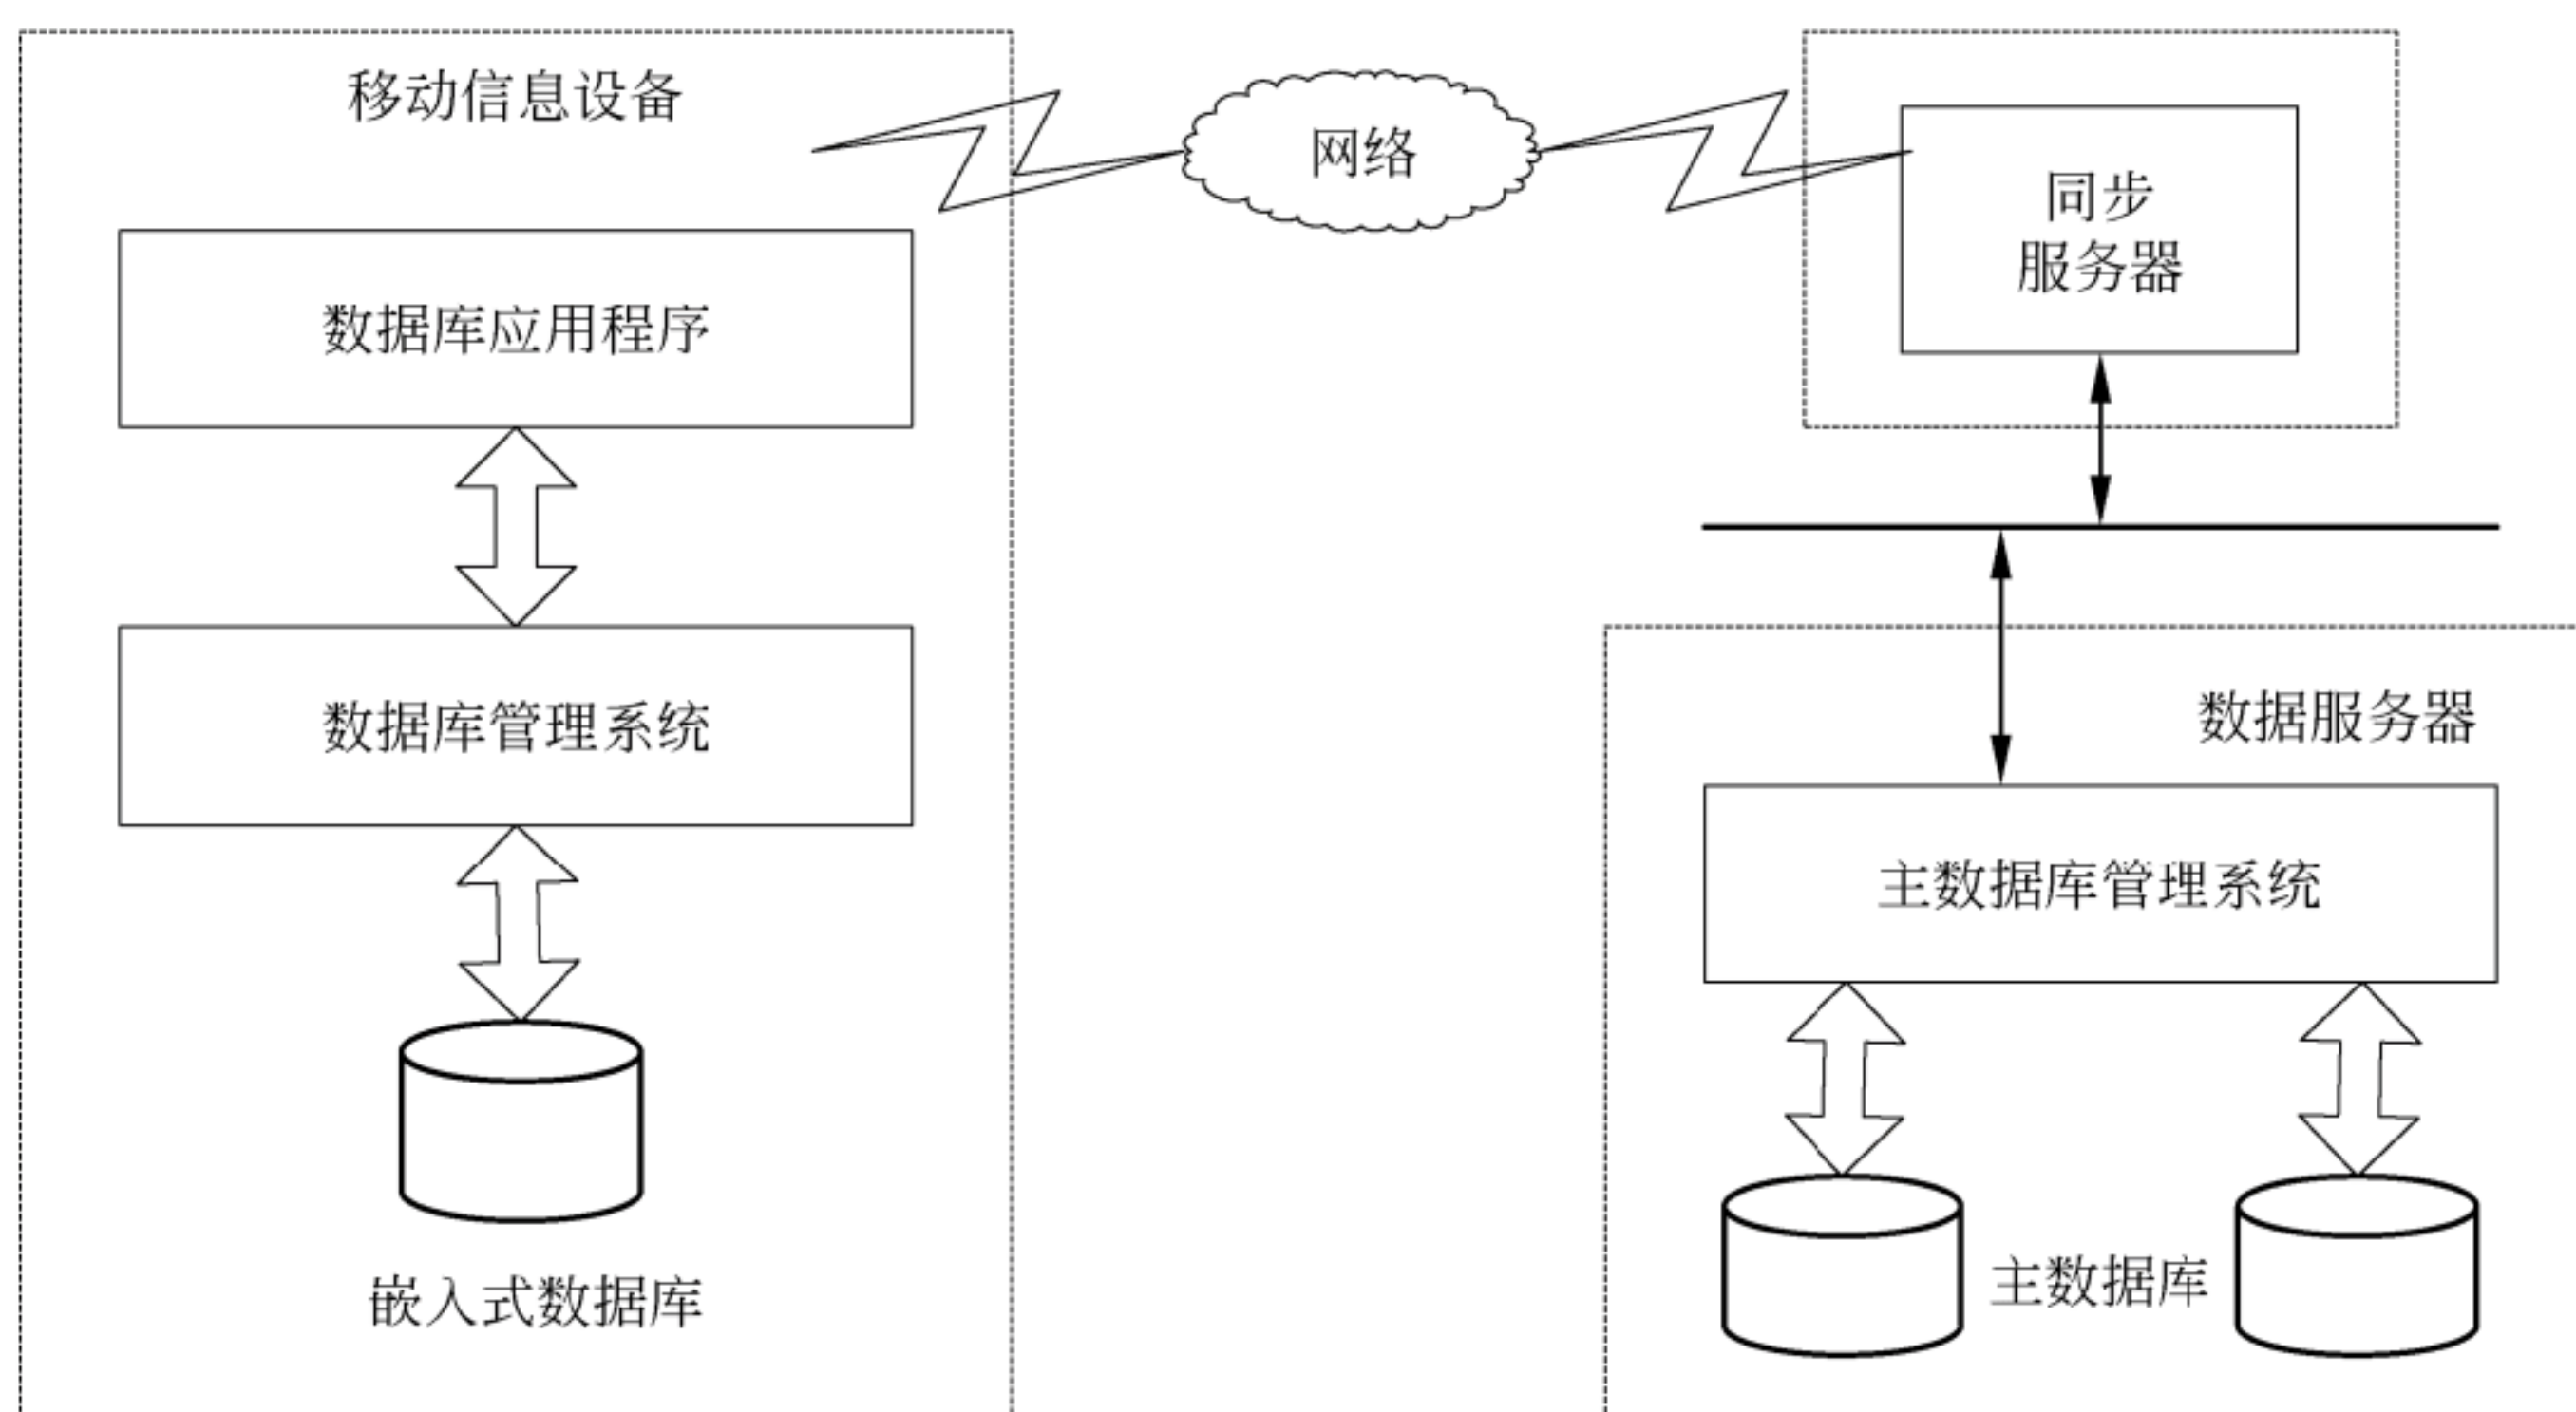 移动信息设备
网络
同步
服务器
数据库应用程序
数据库管理系统
数据服务器
主数据库管理系统
嵌入式数据库
主数据库